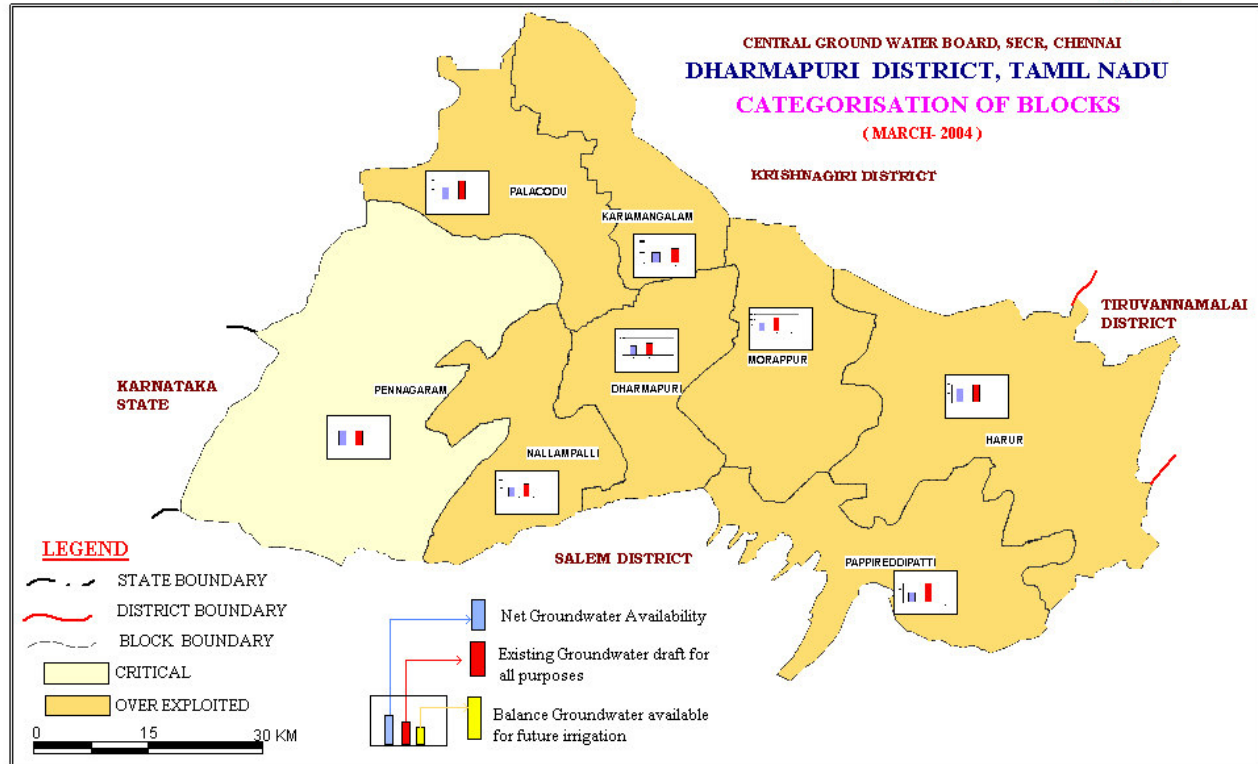 CENTRAL GROUND WATER BOARD, SECR, CHENNAI
DHARMAPURI DISTRICT, TAMIL NADU
CATEGORISATION OF BLOCKS
( MARCH- 2004 )
KRISHNAGIRI DISTRICT
PALACODU
KARIAMANGALAM
TIRUVANNAMALAI
DISTRICT
MORAPPUR
KARNATAKA
STATE
PENNAGARAM
DHARMAPURI
HARUR
NALLAMPALLI
SALEM DISTRICT
PAPPIREDDIPATTI
LEGEND
STATE BOUNDARY
DISTRICT BOUNDARY
BLOCK BOUNDARY
CRITICAL
OVER EXPLOITED
0 15 30 KM
Net Groundwater Availability
Existing Groundwater draft for
all purposes
Balance Groundwater available
for future irrigation